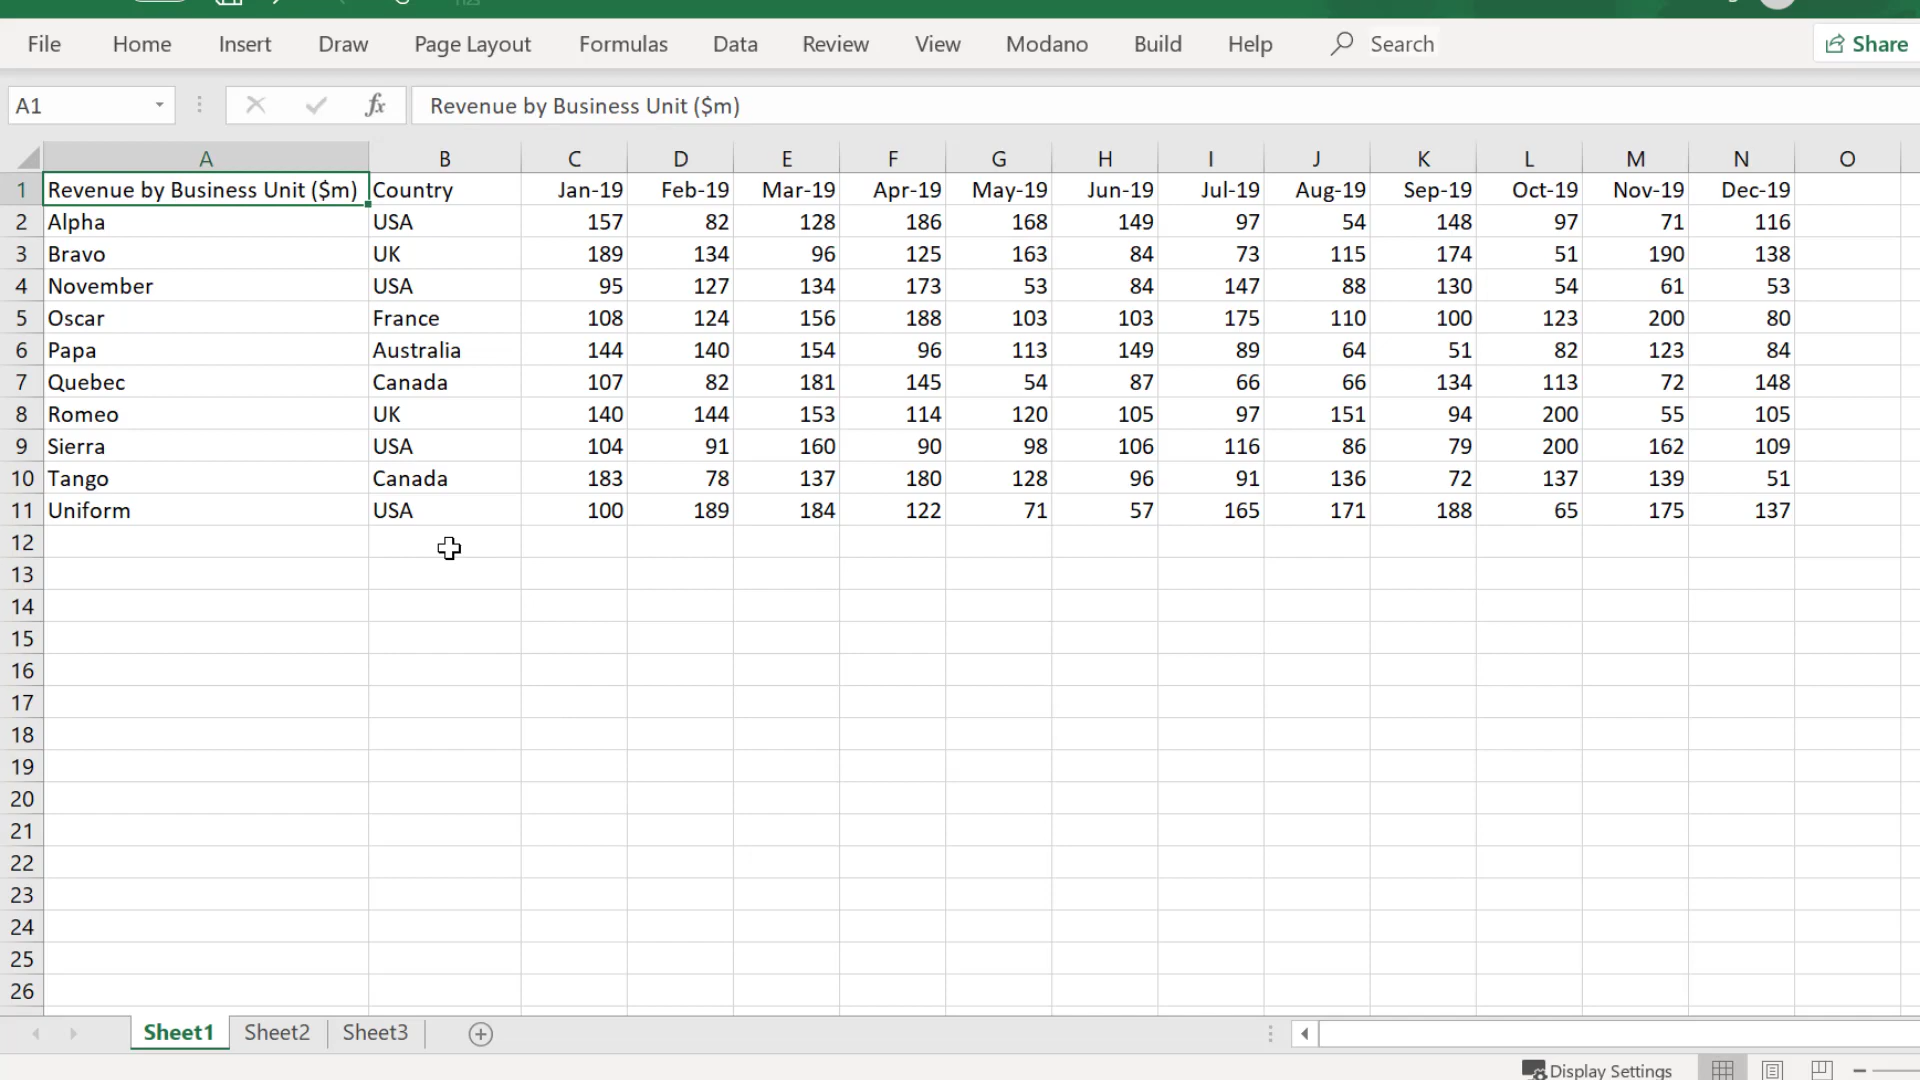 File Home Insert Draw Page Layout Formulas Data Review View Modano Build Help Search Share
A1 fx Revenue by Business Unit ($m)
A B C D E F G H I J K L M N O
1 Revenue by Business Unit ($m) Country Jan-19 Feb-19 Mar-19 Apr-19 May-19 Jun-19 Jul-19 Aug-19 Sep-19 Oct-19 Nov-19 Dec-19
2 Alpha USA 157 82 128 186 168 149 97 54 148 97 71 116
3 Bravo UK 189 134 96 125 163 84 73 115 174 51 190 138
4 November USA 95 127 134 173 53 84 147 88 130 54 61 53
5 Oscar France 108 124 156 188 103 103 175 110 100 123 200 80
6 Papa Australia 144 140 154 96 113 149 89 64 51 82 123 84
7 Quebec Canada 107 82 181 145 54 87 66 66 134 113 72 148
8 Romeo UK 140 144 153 114 120 105 97 151 94 200 55 105
9 Sierra USA 104 91 160 90 98 106 116 86 79 200 162 109
10 Tango Canada 183 78 137 180 128 96 91 136 72 137 139 51
11 Uniform USA 100 189 184 122 71 57 165 171 188 65 175 137
12
13
14
15
16
17
18
19
20
21
22
23
24
25
26
Sheet1 Sheet2 Sheet3
Display Settings